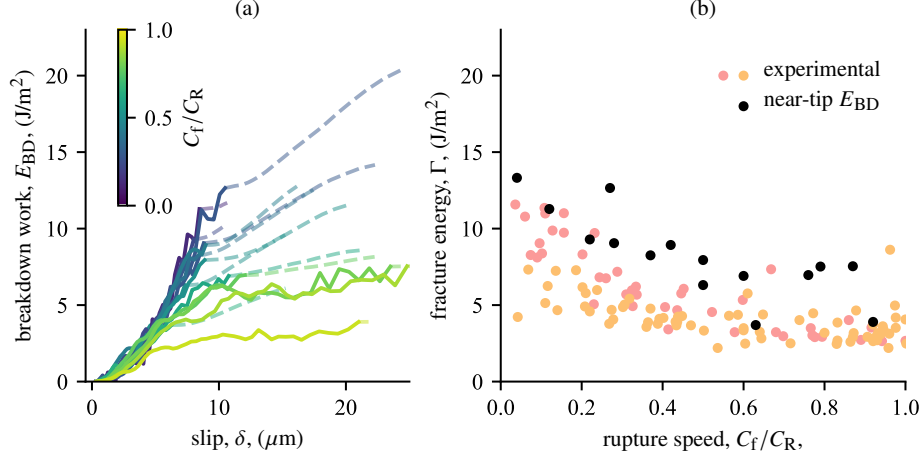 (a)
(b)
1.0
0.5
0.0
C_f/C_R
20
15
10
5
0
breakdown work, E_BD, (J/m²)
0
10
20
slip, δ, (μm)
experimental
near-tip E_BD
20
15
10
5
0
fracture energy, Γ, (J/m²)
0.0
0.2
0.4
0.6
0.8
1.0
rupture speed, C_f/C_R,